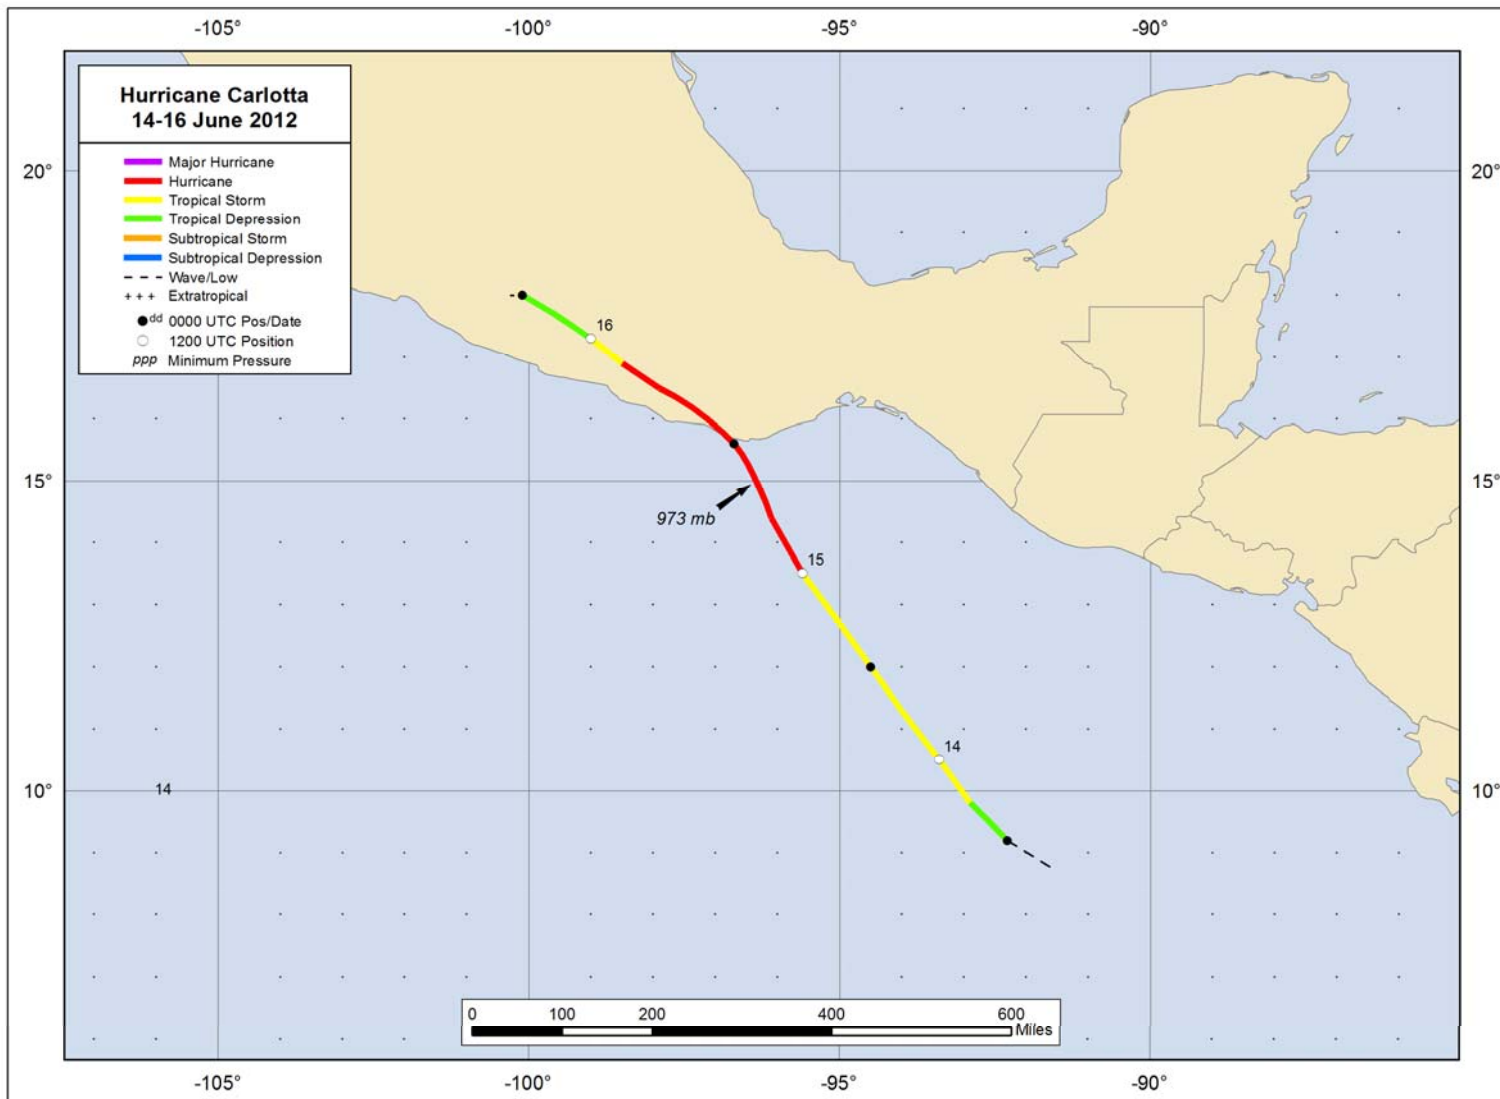 -105° -100° -95° -90°
Hurricane Carlotta
14-16 June 2012
Major Hurricane
Hurricane
Tropical Storm
Tropical Depression
Subtropical Storm
Subtropical Depression
Wave/Low
+ + + Extratropical
dd 0000 UTC Pos/Date
1200 UTC Position
ppp Minimum Pressure
20° 20°
16
15° 15°
973 mb
15
14
10° 14 10°
0 100 200 400 600
Miles
-105° -100° -95° -90°